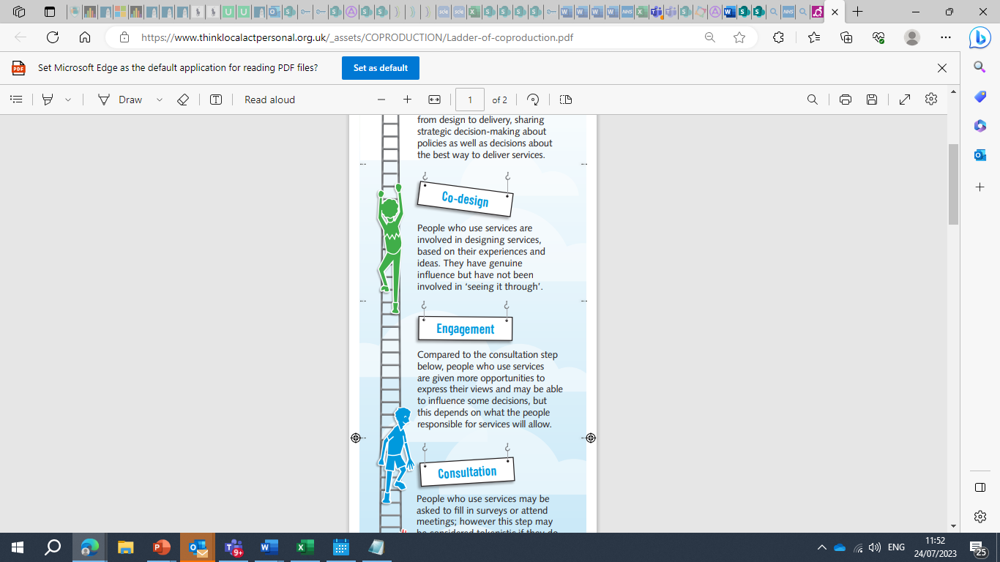 https://www.thinklocalactpersonal.org.uk/_assets/COPRODUCTION/Ladder-of-coproduction.pdf
Set Microsoft Edge as the default application for reading PDF files?
Set as default
Draw
Read aloud
1
of 2
from design to delivery, sharing
strategic decision-making about
policies as well as decisions about
the best way to deliver services.
Co-design
People who use services are
involved in designing services,
based on their experiences and
ideas. They have genuine
influence but have not been
involved in ‘seeing it through’.
Engagement
Compared to the consultation step
below, people who use services
are given more opportunities to
express their views and may be able
to influence some decisions, but
this depends on what the people
responsible for services will allow.
Consultation
People who use services may be
asked to fill in surveys or attend
meetings; however this step may
be considered tokenistic if they do
ENG
11:52
24/07/2023
25
9+